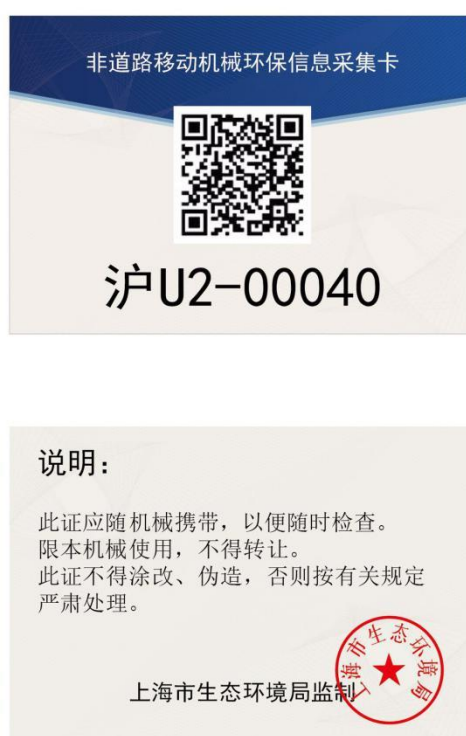 非道路移动机械环保信息采集卡
沪U2-00040
说明：
此证应随机械携带，以便随时检查。
限本机械使用，不得转让。
此证不得涂改、伪造，否则按有关规定
严肃处理。
上海市生态环境局监制
上海市生态环境局